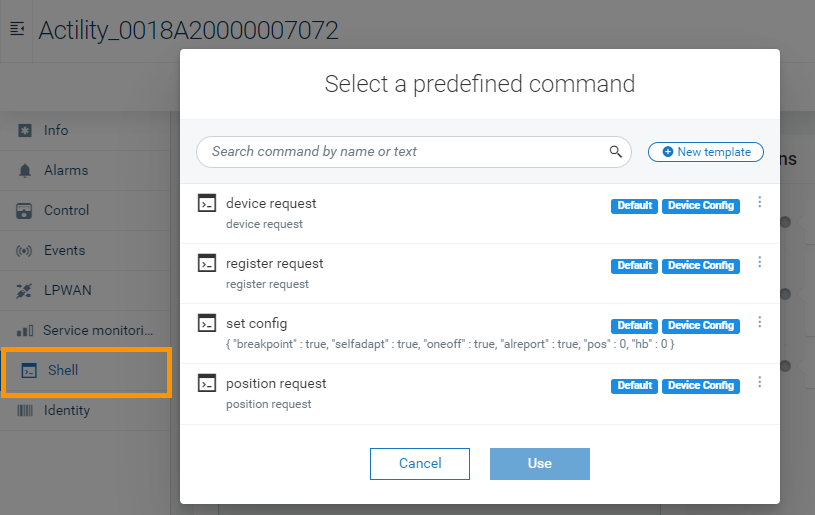 Actility_0018A20000007072
Select a predefined command
Info
Alarms
Control
Events
LPWAN
Service monitori...
Shell
Identity
Search command by name or text
New template
ns
device request
Default Device Config
device request
register request
Default Device Config
register request
set config
Default Device Config
{ "breakpoint" : true, "selfadapt" : true, "oneoff" : true, "alreport" : true, "pos" : 0, "hb" : 0 }
position request
Default Device Config
position request
Cancel
Use